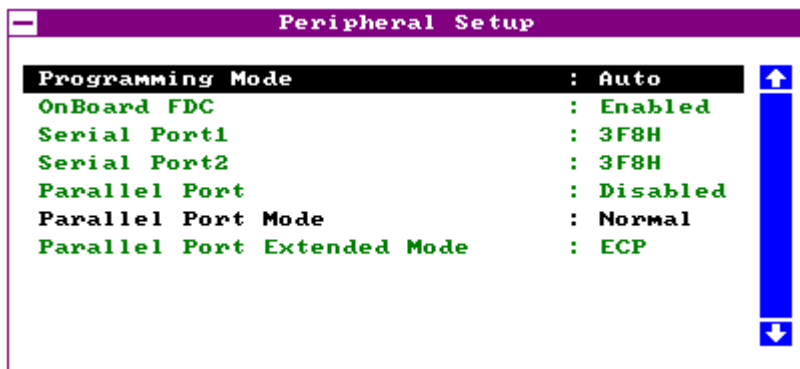 Peripheral Setup
Programming Mode : Auto
OnBoard FDC : Enabled
Serial Port1 : 3F8H
Serial Port2 : 3F8H
Parallel Port : Disabled
Parallel Port Mode : Normal
Parallel Port Extended Mode : ECP